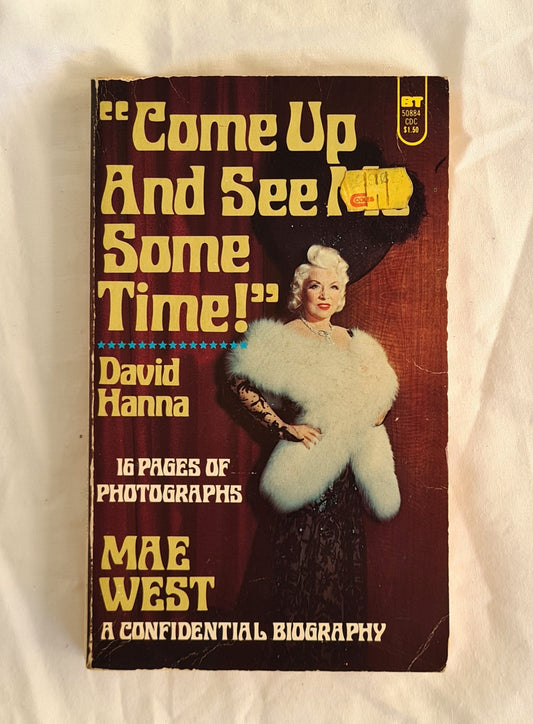 BT
50884
CDC
$1.50
"Come Up
And See
Some
Time!"
David
Hanna
16 PAGES OF
PHOTOGRAPHS
MAE
WEST
A CONFIDENTIAL BIOGRAPHY